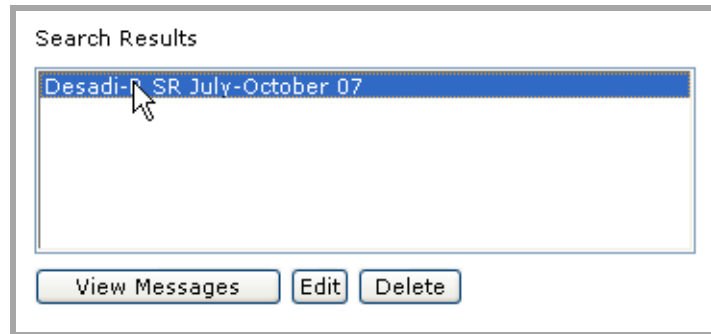 Search Results
Desadi- SR July-October 07
View Messages Edit Delete